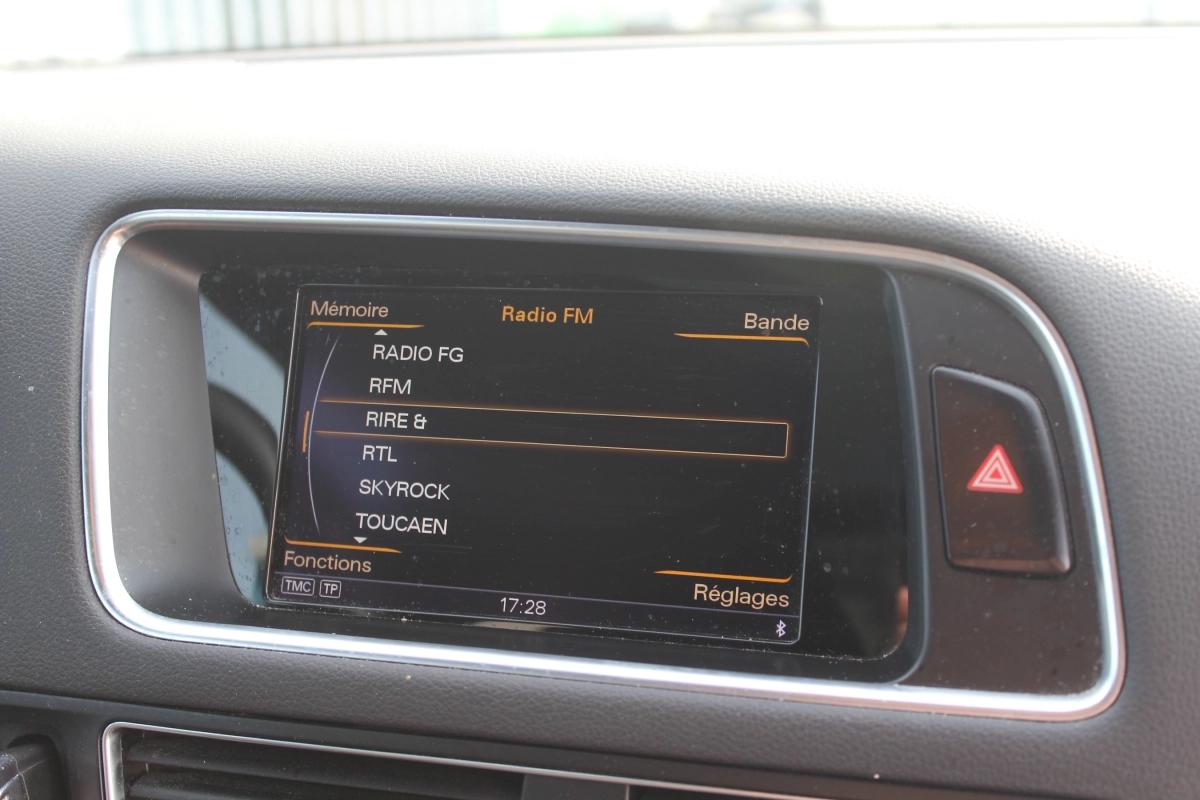 Mémoire
Radio FM
Bande
RADIO FG
RFM
RIRE &
RTL
SKYROCK
TOUCAEN
Fonctions
Réglages
TMC TP
17:28